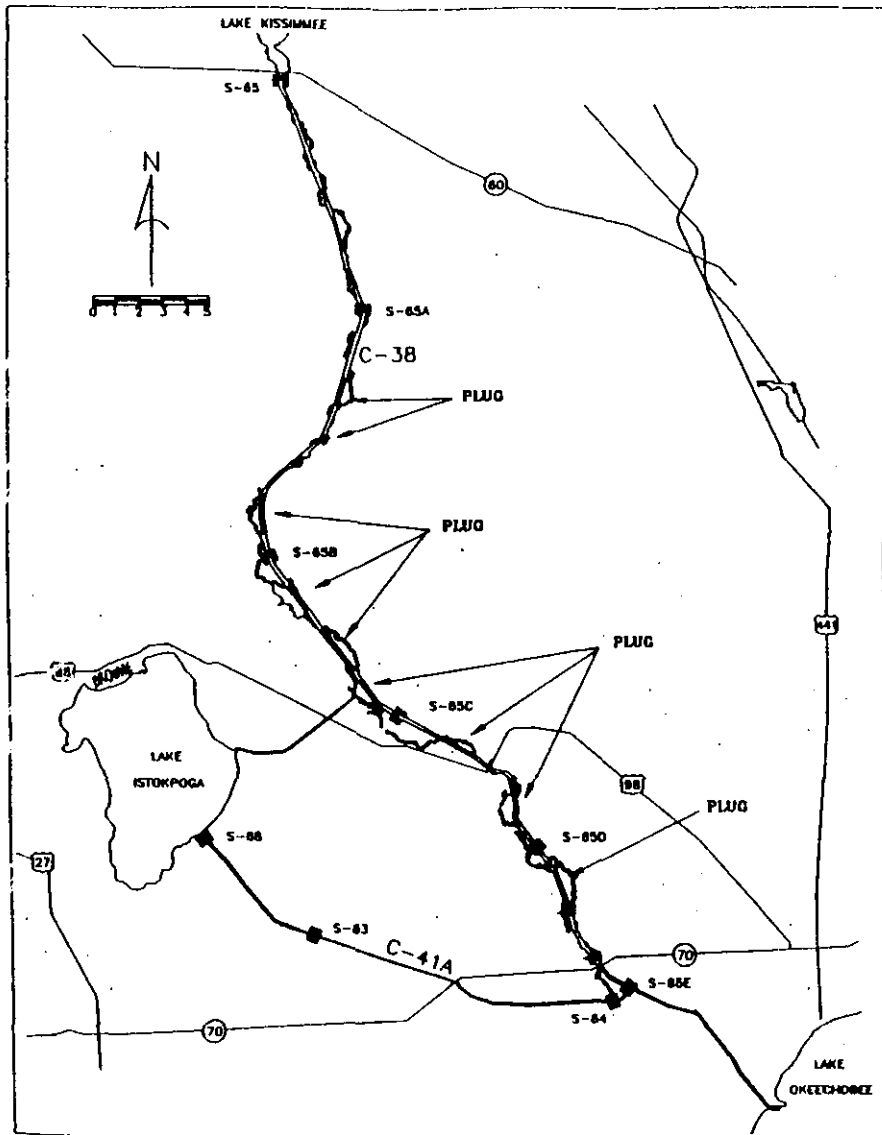 LAKE KISSIMMEE
S-65
N
60
0 1 2 3 4 5
S-65A
C-38
PLUG
PLUG
S-65B
441
PLUG
98
S-65C
LAKE
ISTOKPOGA
98
PLUG
S-65D
S-68
27
S-83
C-41A
70
S-65E
S-84
70
LAKE
OKEECHOBEE